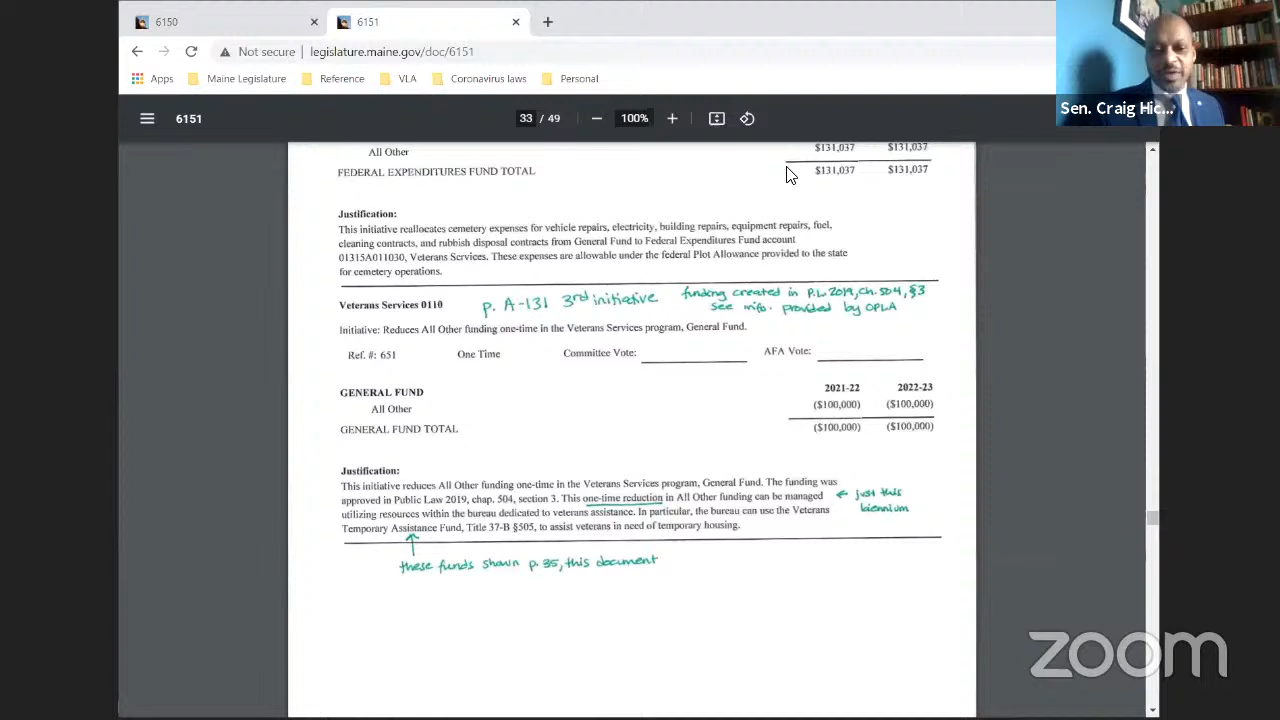 6150
6151
Not secure legislature.maine.gov/doc/6151
Apps Maine Legislature Reference VLA Coronavirus laws Personal
Sen. Craig Hic...
6151 33 / 49 100%
All Other $131,037 $131,037
FEDERAL EXPENDITURES FUND TOTAL $131,037 $131,037
Justification:
This initiative reallocates cemetery expenses for vehicle repairs, electricity, building repairs, equipment repairs, fuel,
cleaning contracts, and rubbish disposal contracts from General Fund to Federal Expenditures Fund account
01315A011030, Veterans Services. These expenses are allowable under the federal Plot Allowance provided to the state
for cemetery operations.
Veterans Services 0110 p. A-131 3rd initiative funding created in P.L. 2019, ch. 504, §3
see info. provided by OPLA
Initiative: Reduces All Other funding one-time in the Veterans Services program, General Fund.
Ref. #: 651 One Time Committee Vote: AFA Vote:
GENERAL FUND 2021-22 2022-23
All Other ($100,000) ($100,000)
GENERAL FUND TOTAL ($100,000) ($100,000)
Justification:
This initiative reduces All Other funding one-time in the Veterans Services program, General Fund. The funding was
approved in Public Law 2019, chap. 504, section 3. This one-time reduction in All Other funding can be managed
utilizing resources within the bureau dedicated to veterans assistance. In particular, the bureau can use the Veterans
Temporary Assistance Fund, Title 37-B §505, to assist veterans in need of temporary housing.
← just this
biennium
these funds shown p. 35, this document
zoom